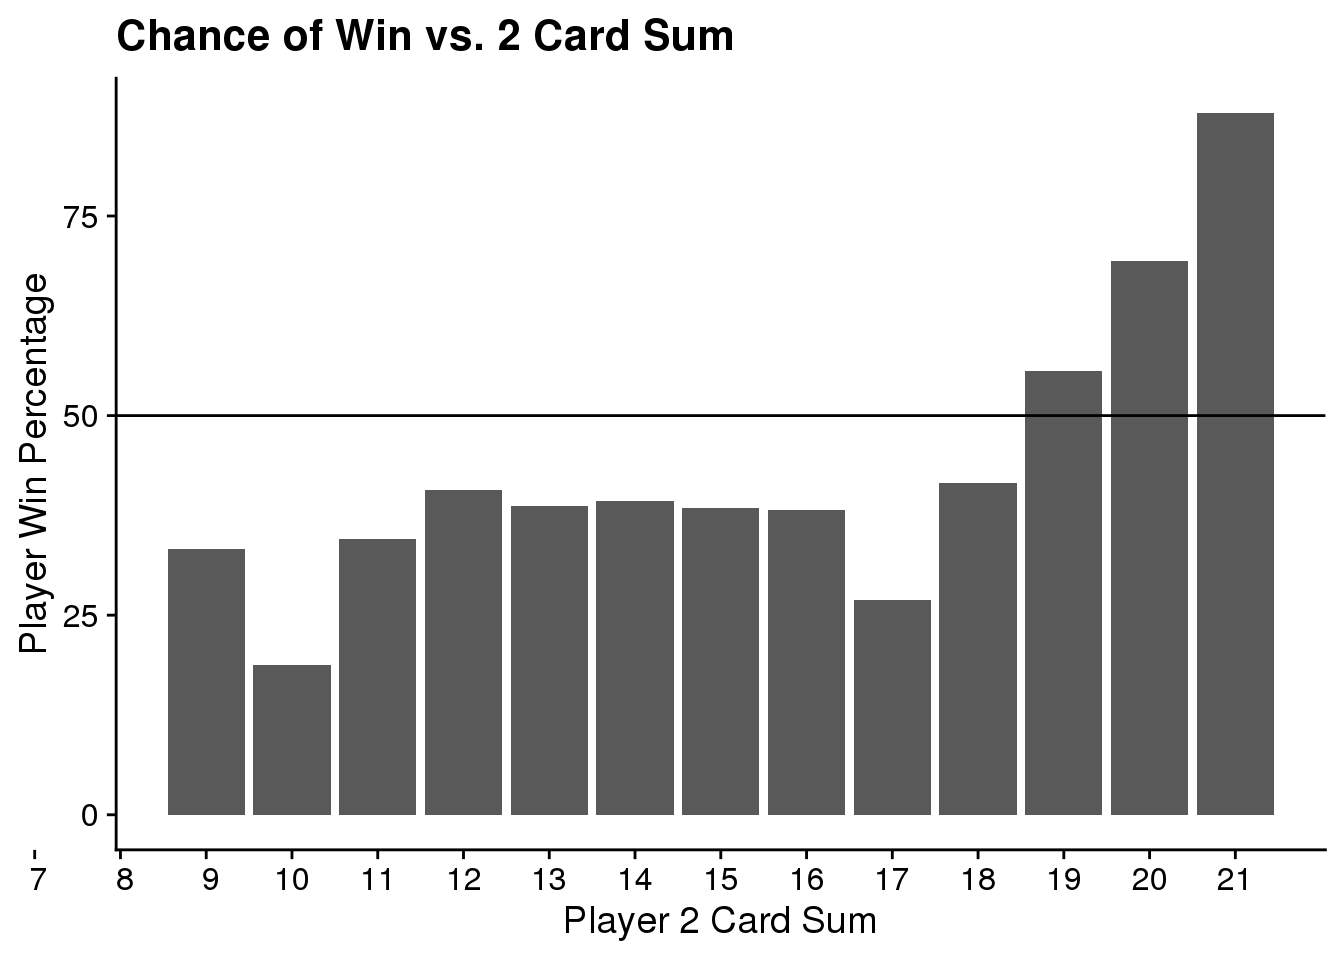 Chance of Win vs. 2 Card Sum
Player Win Percentage
75
50
25
0
7 8 9 10 11 12 13 14 15 16 17 18 19 20 21
Player 2 Card Sum